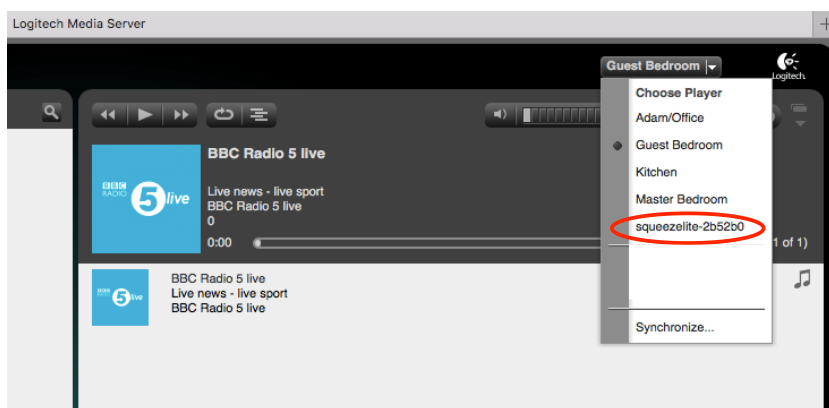 Logitech Media Server
Guest Bedroom
Logitech
Choose Player
Adam/Office
Guest Bedroom
Kitchen
Master Bedroom
squeezelite-2b52b0
Synchronize...
BBC RADIO 5 live
BBC Radio 5 live
Live news - live sport
BBC Radio 5 live
0
0:00
1 of 1)
5 live
BBC Radio 5 live
Live news - live sport
BBC Radio 5 live